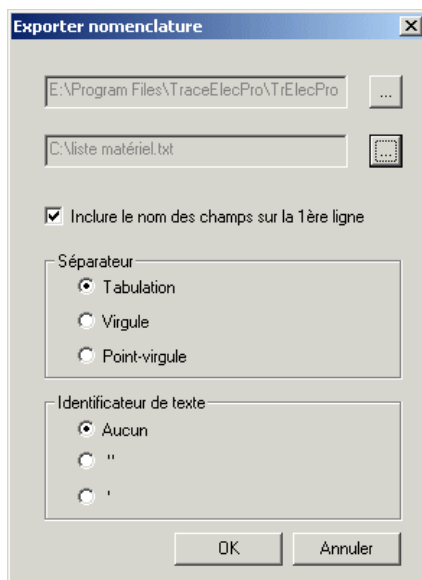 Exporter nomenclature
E:\Program Files\TraceElecPro\TrElecPro
...
C:\liste matériel.txt
...
Inclure le nom des champs sur la 1ère ligne
Séparateur
Tabulation
Virgule
Point-virgule
Identificateur de texte
Aucun
"
'
OK Annuler